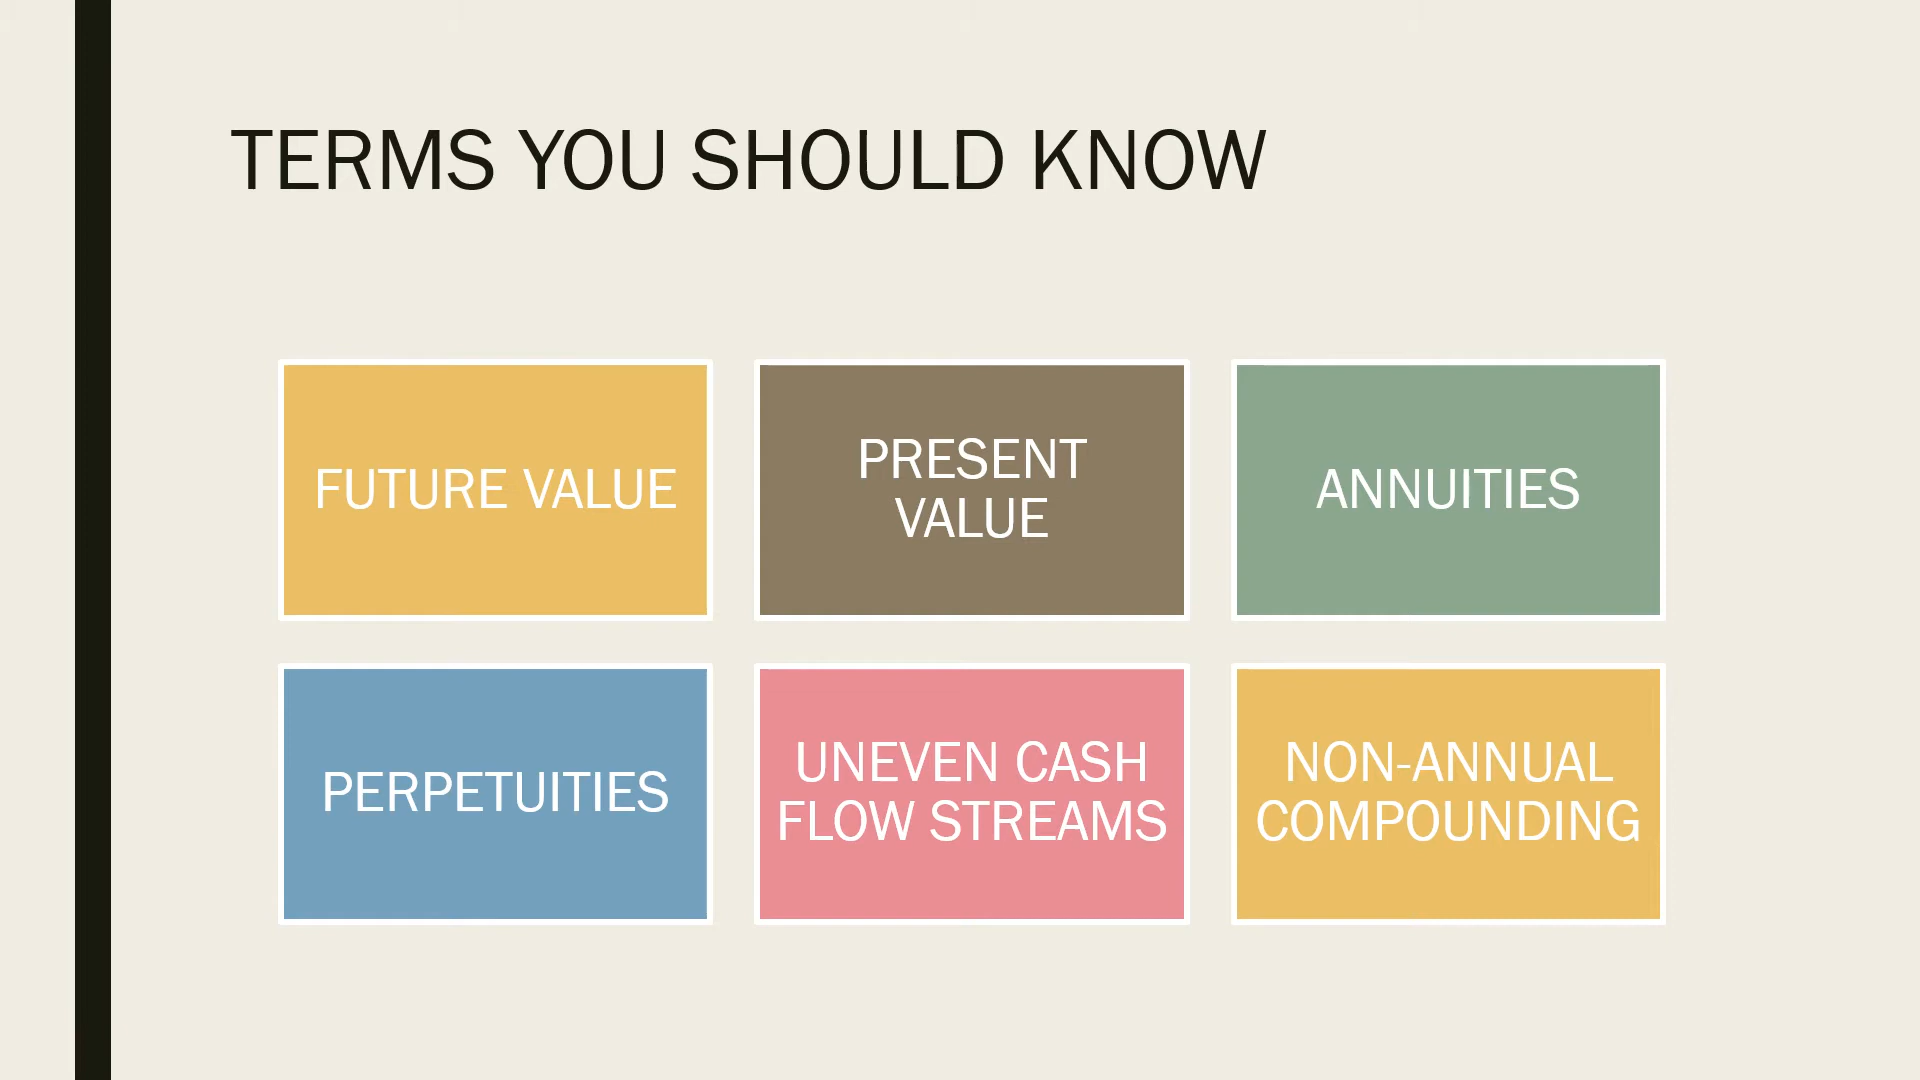 TERMS YOU SHOULD KNOW
FUTURE VALUE
PRESENT
VALUE
ANNUITIES
PERPETUITIES
UNEVEN CASH
FLOW STREAMS
NON-ANNUAL
COMPOUNDING